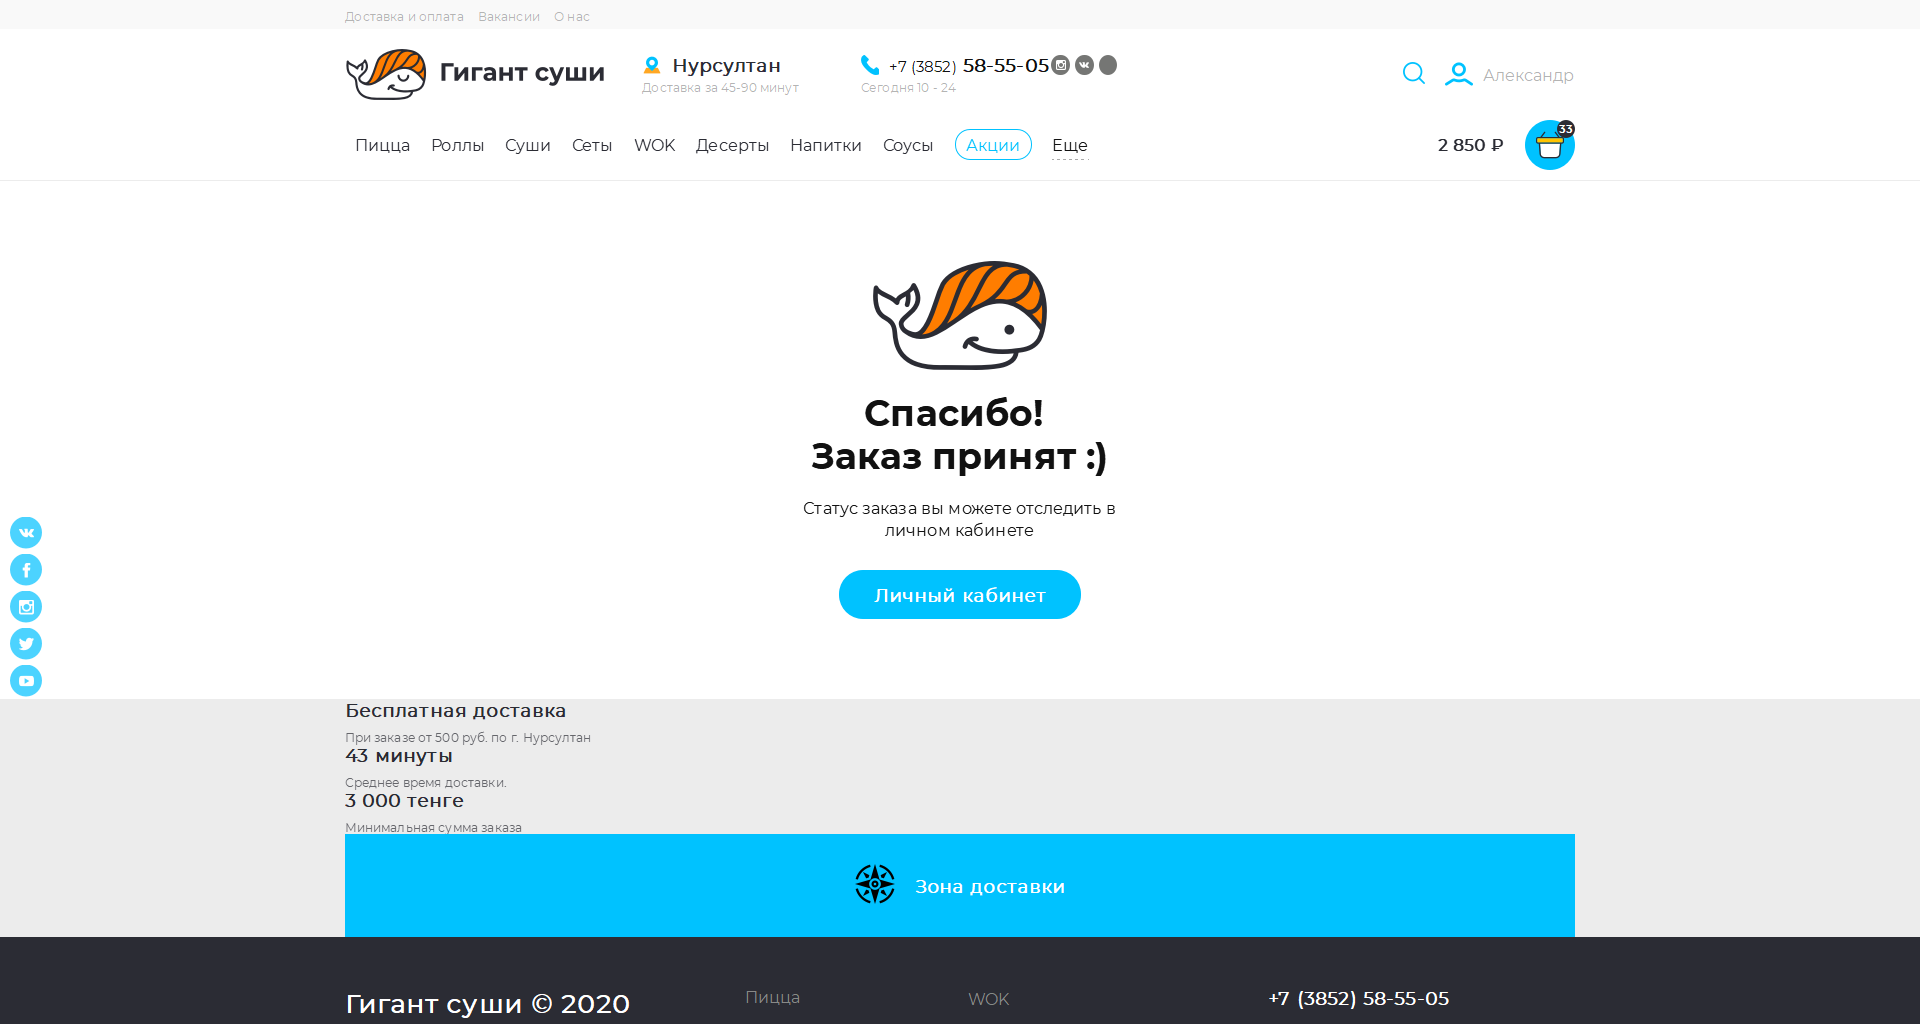 Доставка и оплата Вакансии О нас
Гигант суши
Нурсултан
Доставка за 45-90 минут
+7 (3852) 58-55-05
Сегодня 10 - 24
Александр
Пицца Роллы Суши Сеты WOK Десерты Напитки Соусы Акции Еще
2 850 ₽
33
Спасибо!
Заказ принят :)
Статус заказа вы можете отследить в
личном кабинете
Личный кабинет
Бесплатная доставка
При заказе от 500 руб. по г. Нурсултан
43 минуты
Среднее время доставки.
3 000 тенге
Минимальная сумма заказа
Зона доставки
Гигант суши © 2020
Пицца
WOK
+7 (3852) 58-55-05